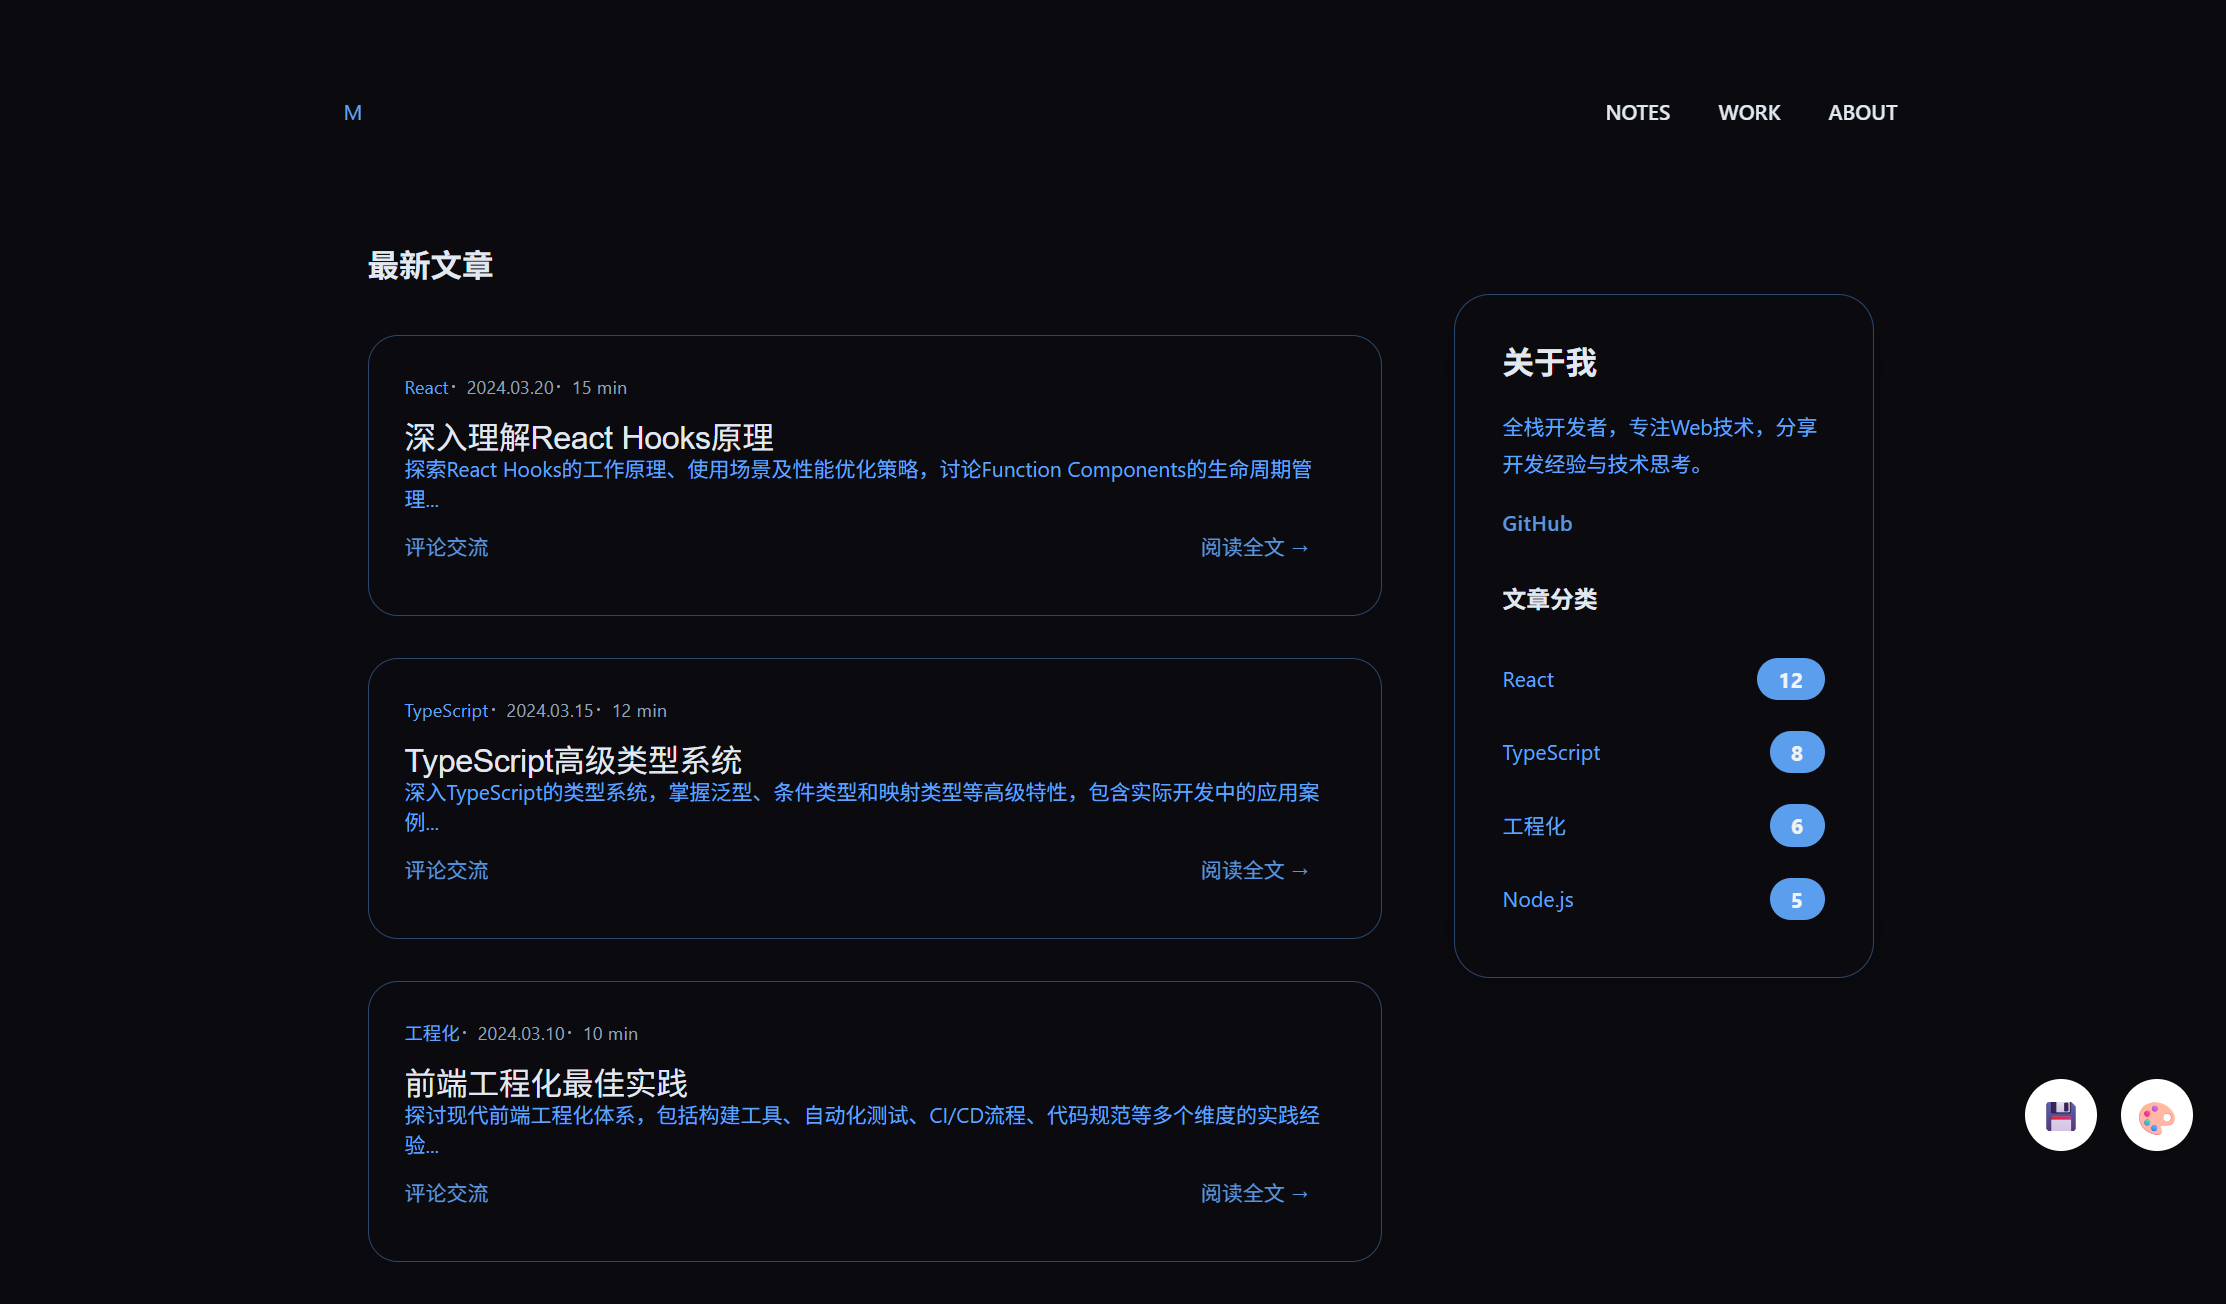 M
NOTES WORK ABOUT
最新文章
React· 2024.03.20· 15 min
深入理解React Hooks原理
探索React Hooks的工作原理、使用场景及性能优化策略，讨论Function Components的生命周期管
理...
评论交流 阅读全文 →
TypeScript· 2024.03.15· 12 min
TypeScript高级类型系统
深入TypeScript的类型系统，掌握泛型、条件类型和映射类型等高级特性，包含实际开发中的应用案
例...
评论交流 阅读全文 →
工程化· 2024.03.10· 10 min
前端工程化最佳实践
探讨现代前端工程化体系，包括构建工具、自动化测试、CI/CD流程、代码规范等多个维度的实践经
验...
评论交流 阅读全文 →
关于我
全栈开发者，专注Web技术，分享
开发经验与技术思考。
GitHub
文章分类
React 12
TypeScript 8
工程化 6
Node.js 5